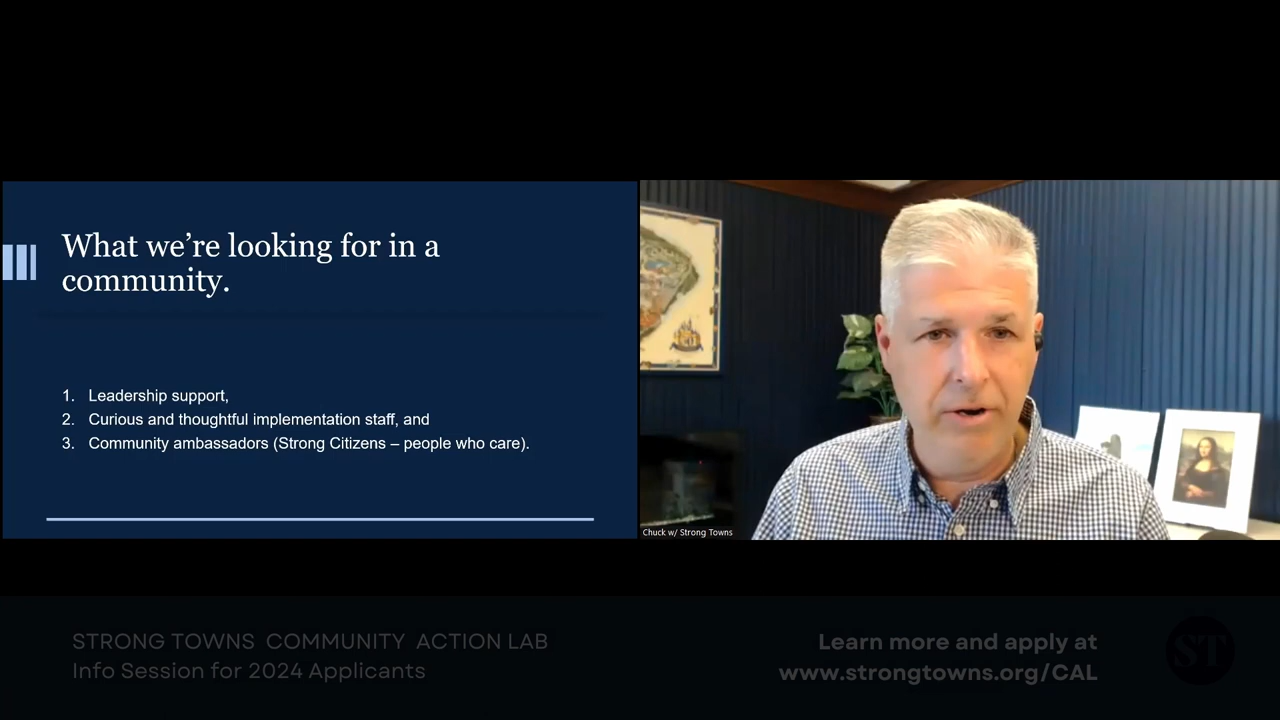 What we're looking for in a
community.
1. Leadership support,
2. Curious and thoughtful implementation staff, and
3. Community ambassadors (Strong Citizens – people who care).
Chuck w/ Strong Towns
STRONG TOWNS COMMUNITY ACTION LAB
Info Session for 2024 Applicants
Learn more and apply at
www.strongtowns.org/CAL
ST